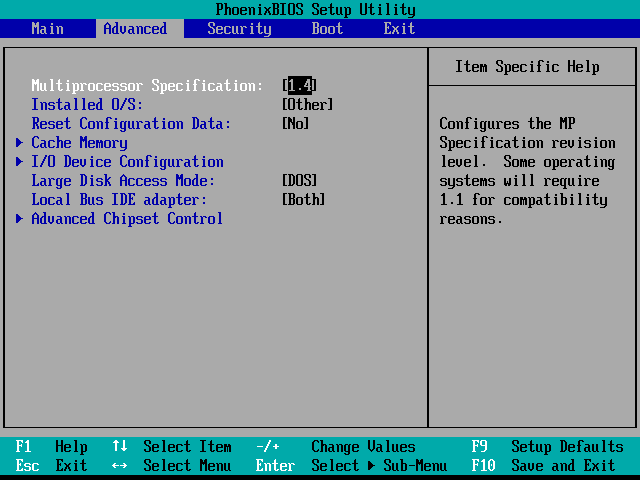 PhoenixBIOS Setup Utility
Main Advanced Security Boot Exit
Multiprocessor Specification: [1.4]
Installed O/S: [Other]
Reset Configuration Data: [No]
Cache Memory
I/O Device Configuration
Large Disk Access Mode: [DOS]
Local Bus IDE adapter: [Both]
Advanced Chipset Control
Item Specific Help
Configures the MP
Specification revision
level. Some operating
systems will require
1.1 for compatibility
reasons.
F1 Help ↑↓ Select Item -/+ Change Values F9 Setup Defaults
Esc Exit ↔ Select Menu Enter Select ▶ Sub-Menu F10 Save and Exit